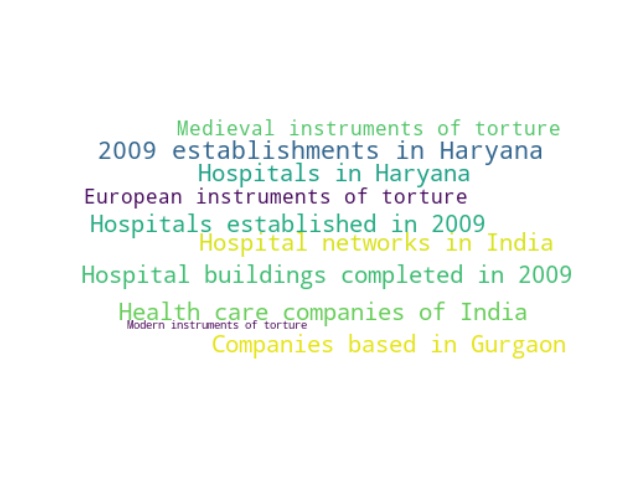 Medieval instruments of torture
2009 establishments in Haryana
Hospitals in Haryana
European instruments of torture
Hospitals established in 2009
Hospital networks in India
Hospital buildings completed in 2009
Health care companies of India
Modern instruments of torture
Companies based in Gurgaon